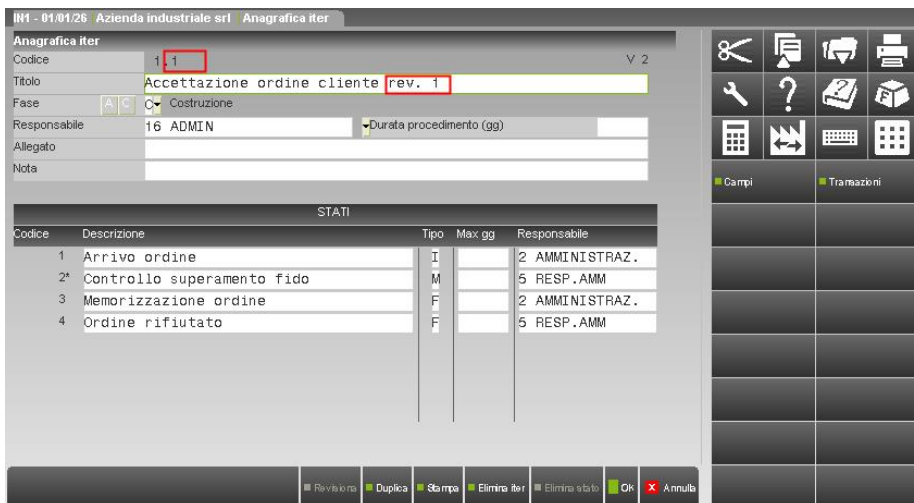 IN1 - 01/01/26 Azienda industriale srl Anagrafica iter
Anagrafica iter
Codice 1.1 V 2
Titolo Accettazione ordine cliente rev. 1
Fase A C C Costruzione
Responsabile 16 ADMIN Durata procedimento (gg)
Allegato
Nota
Campi Transazioni
STATI
Codice Descrizione Tipo Max gg Responsabile
1 Arrivo ordine I 2 AMMINISTRAZ.
2* Controllo superamento fido M 5 RESP.AMM
3 Memorizzazione ordine F 2 AMMINISTRAZ.
4 Ordine rifiutato F 5 RESP.AMM
Revisiona Duplica Stampa Elimina iter Elimina stato OK X Annulla